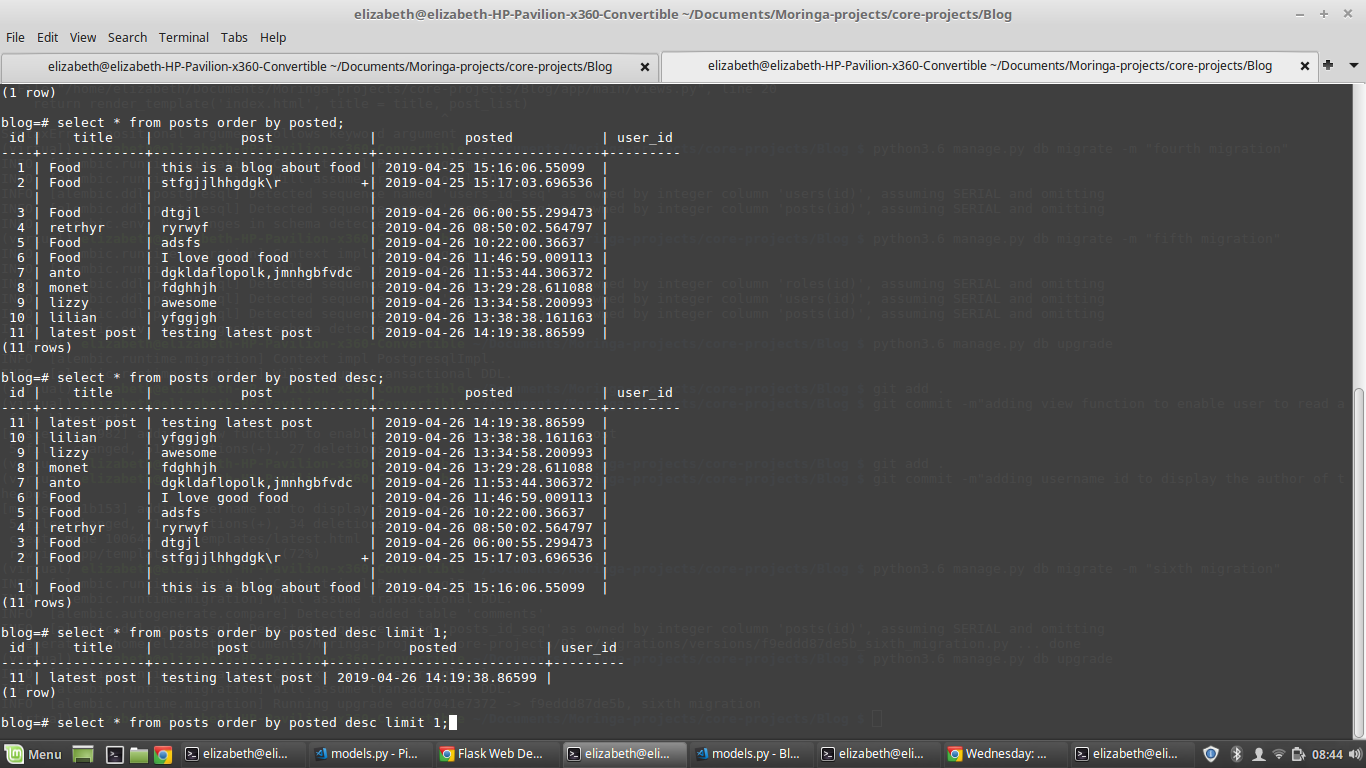 elizabeth@elizabeth-HP-Pavilion-x360-Convertible ~/Documents/Moringa-projects/core-projects/Blog
File Edit View Search Terminal Tabs Help
elizabeth@elizabeth-HP-Pavilion-x360-Convertible ~/Documents/Moringa-projects/core-projects/Blog elizabeth@elizabeth-HP-Pavilion-x360-Convertible ~/Documents/Moringa-projects/core-projects/Blog
(1 row)
blog=# select * from posts order by posted;
 id |     title     |            post            |           posted           | user_id
----+---------------+----------------------------+----------------------------+---------
  1 | Food          | this is a blog about food | 2019-04-25 15:16:06.55099  |
  2 | Food          | stfgjjlhhgdgk\r          +| 2019-04-25 15:17:03.696536 |
    |               |                            |                            |
  3 | Food          | dtgjl                      | 2019-04-26 06:00:55.299473 |
  4 | retrhyr       | ryrwyf                     | 2019-04-26 08:50:02.564797 |
  5 | Food          | adsfs                      | 2019-04-26 10:22:00.36637  |
  6 | Food          | I love good food           | 2019-04-26 11:46:59.009113 |
  7 | anto          | dgkldaflopolk,jmnhgbfvdc   | 2019-04-26 11:53:44.306372 |
  8 | monet         | fdghhjh                    | 2019-04-26 13:29:28.611088 |
  9 | lizzy         | awesome                    | 2019-04-26 13:34:58.200993 |
 10 | lilian        | yfggjgh                    | 2019-04-26 13:38:38.161163 |
 11 | latest post   | testing latest post        | 2019-04-26 14:19:38.86599  |
(11 rows)
blog=# select * from posts order by posted desc;
 id |     title     |            post            |           posted           | user_id
----+---------------+----------------------------+----------------------------+---------
 11 | latest post   | testing latest post        | 2019-04-26 14:19:38.86599  |
 10 | lilian        | yfggjgh                    | 2019-04-26 13:38:38.161163 |
  9 | lizzy         | awesome                    | 2019-04-26 13:34:58.200993 |
  8 | monet         | fdghhjh                    | 2019-04-26 13:29:28.611088 |
  7 | anto          | dgkldaflopolk,jmnhgbfvdc   | 2019-04-26 11:53:44.306372 |
  6 | Food          | I love good food           | 2019-04-26 11:46:59.009113 |
  5 | Food          | adsfs                      | 2019-04-26 10:22:00.36637  |
  4 | retrhyr       | ryrwyf                     | 2019-04-26 08:50:02.564797 |
  3 | Food          | dtgjl                      | 2019-04-26 06:00:55.299473 |
  2 | Food          | stfgjjlhhgdgk\r          +| 2019-04-25 15:17:03.696536 |
    |               |                            |                            |
  1 | Food          | this is a blog about food | 2019-04-25 15:16:06.55099  |
(11 rows)
blog=# select * from posts order by posted desc limit 1;
 id |    title    |        post         |          posted           | user_id
----+-------------+---------------------+---------------------------+---------
 11 | latest post | testing latest post | 2019-04-26 14:19:38.86599 |
(1 row)
blog=# select * from posts order by posted desc limit 1;
Menu elizabeth@eli... models.py - Pi... Flask Web De... elizabeth@eli... models.py - Bl... elizabeth@eli... Wednesday: ... elizabeth@eli... 08:44